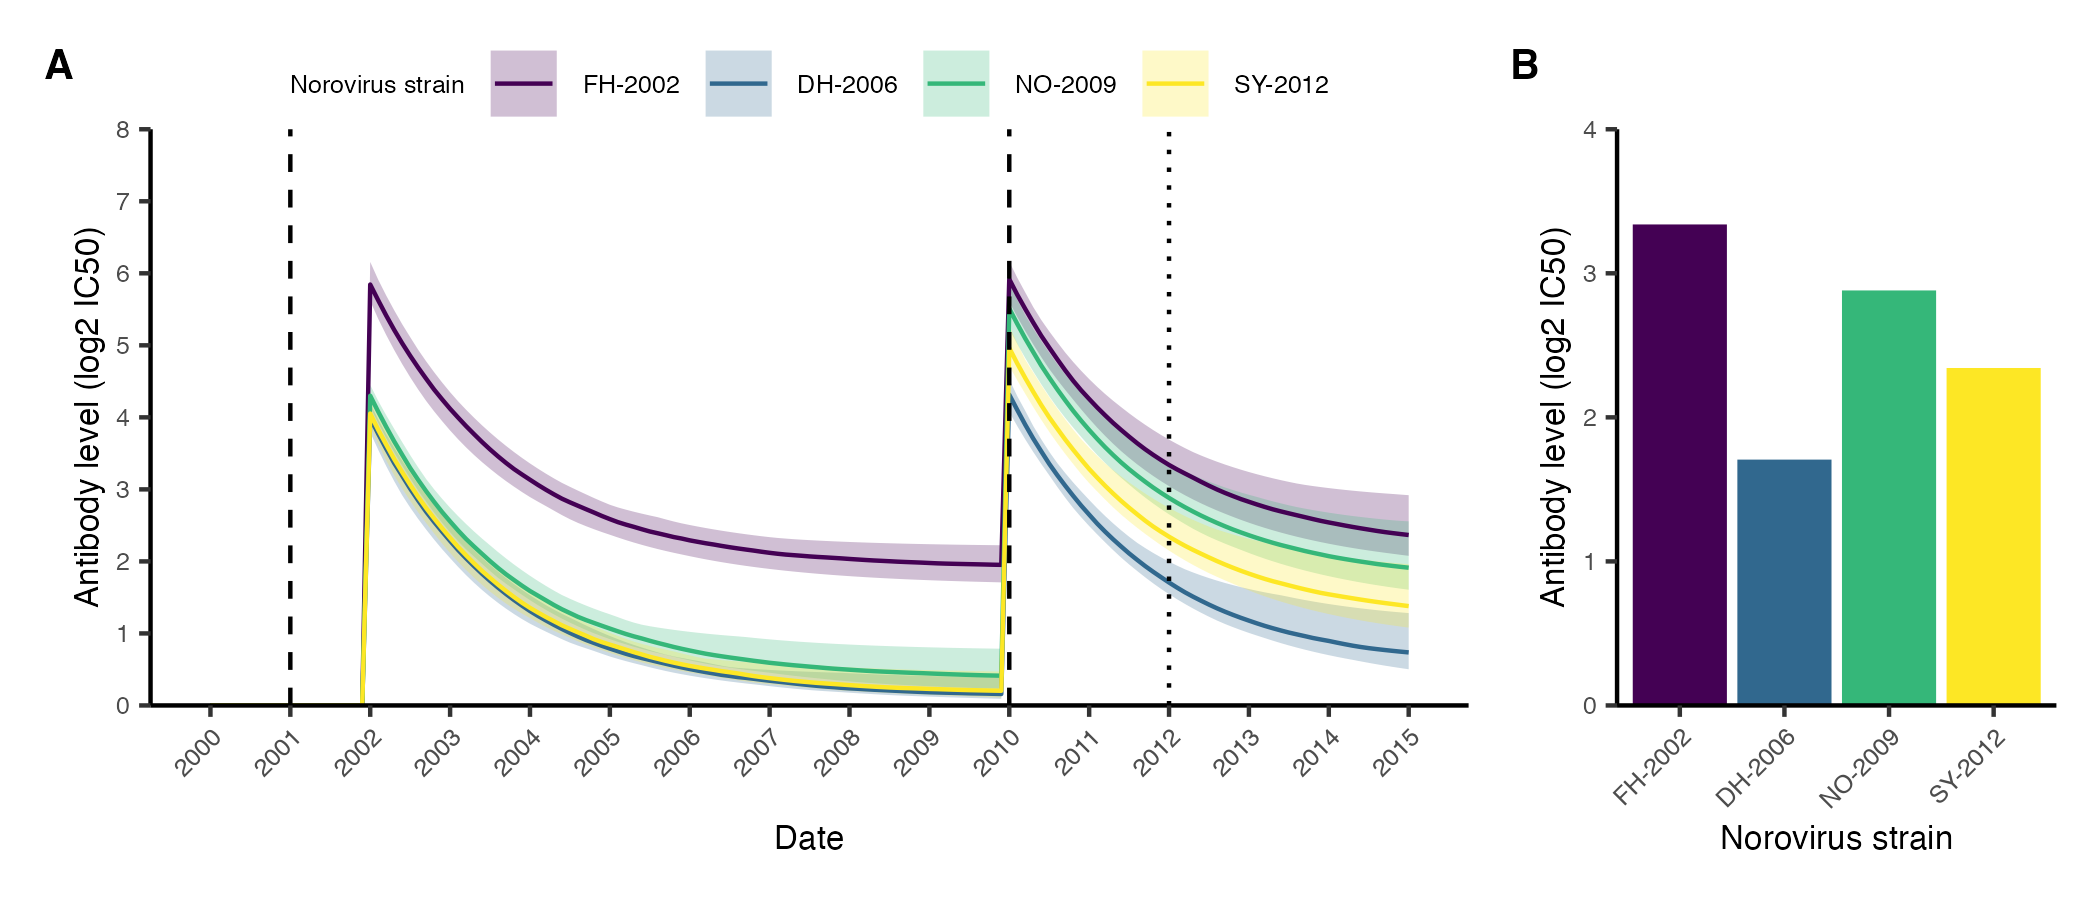 A
Norovirus strain FH-2002 DH-2006 NO-2009 SY-2012
Antibody level (log2 IC50)
8
7
6
5
4
3
2
1
0
2000 2001 2002 2003 2004 2005 2006 2007 2008 2009 2010 2011 2012 2013 2014 2015
Date
B
Antibody level (log2 IC50)
4
3
2
1
0
FH-2002 DH-2006 NO-2009 SY-2012
Norovirus strain